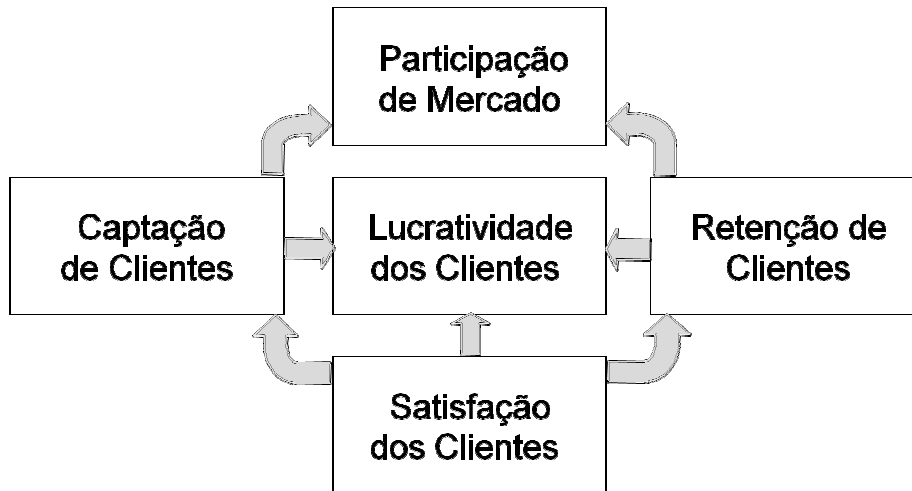 Participação
de Mercado
Captação
de Clientes
Lucratividade
dos Clientes
Retenção de
Clientes
Satisfação
dos Clientes